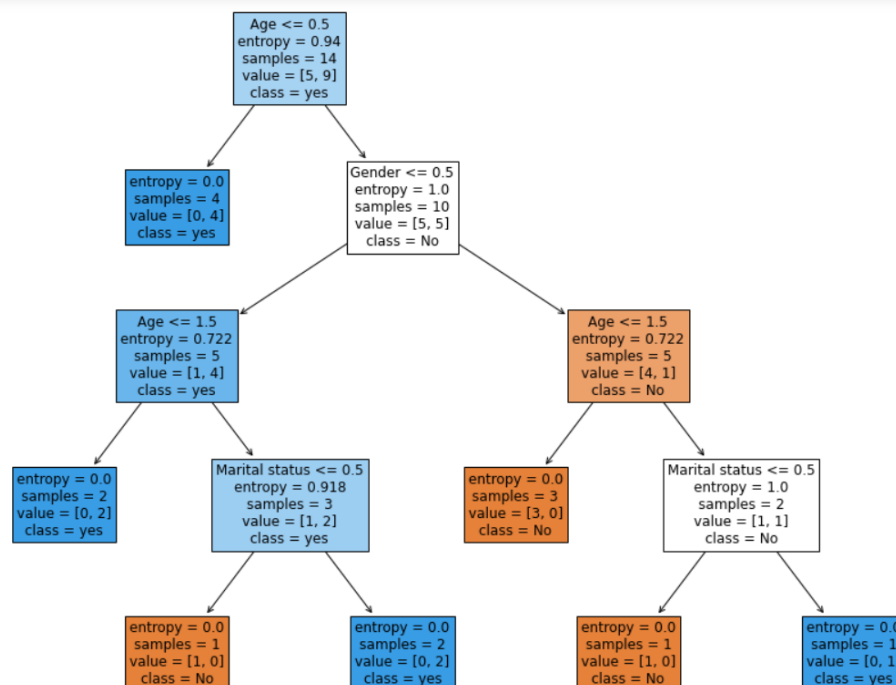 Age <= 0.5
entropy = 0.94
samples = 14
value = [5, 9]
class = yes
entropy = 0.0
samples = 4
value = [0, 4]
class = yes
Gender <= 0.5
entropy = 1.0
samples = 10
value = [5, 5]
class = No
Age <= 1.5
entropy = 0.722
samples = 5
value = [1, 4]
class = yes
Age <= 1.5
entropy = 0.722
samples = 5
value = [4, 1]
class = No
entropy = 0.0
samples = 2
value = [0, 2]
class = yes
Marital status <= 0.5
entropy = 0.918
samples = 3
value = [1, 2]
class = yes
entropy = 0.0
samples = 3
value = [3, 0]
class = No
Marital status <= 0.5
entropy = 1.0
samples = 2
value = [1, 1]
class = No
entropy = 0.0
samples = 1
value = [1, 0]
class = No
entropy = 0.0
samples = 2
value = [0, 2]
class = yes
entropy = 0.0
samples = 1
value = [1, 0]
class = No
entropy = 0.0
samples = 1
value = [0, 1
class = yes